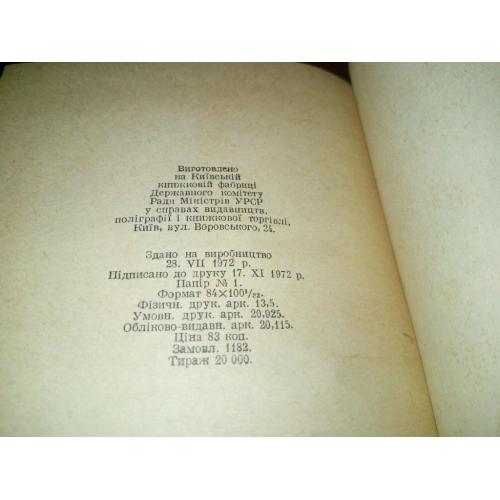 Виготовлено
на Київській
книжковій фабриці
Державного комітету
Ради Міністрів УРСР
у справах видавництв,
поліграфії і книжкової торгівлі,
Київ, вул. Воровського, 24.
Здано на виробництво
28. VII 1972 р.
Підписано до друку 17. XI 1972 р.
Папір № 1.
Формат 84×100¹/₃₂.
Фізичн. друк. арк. 13,5.
Умовн. друк. арк. 20,925.
Обліково-видавн. арк. 20,115.
Ціна 83 коп.
Замовл. 1182.
Тираж 20 000.